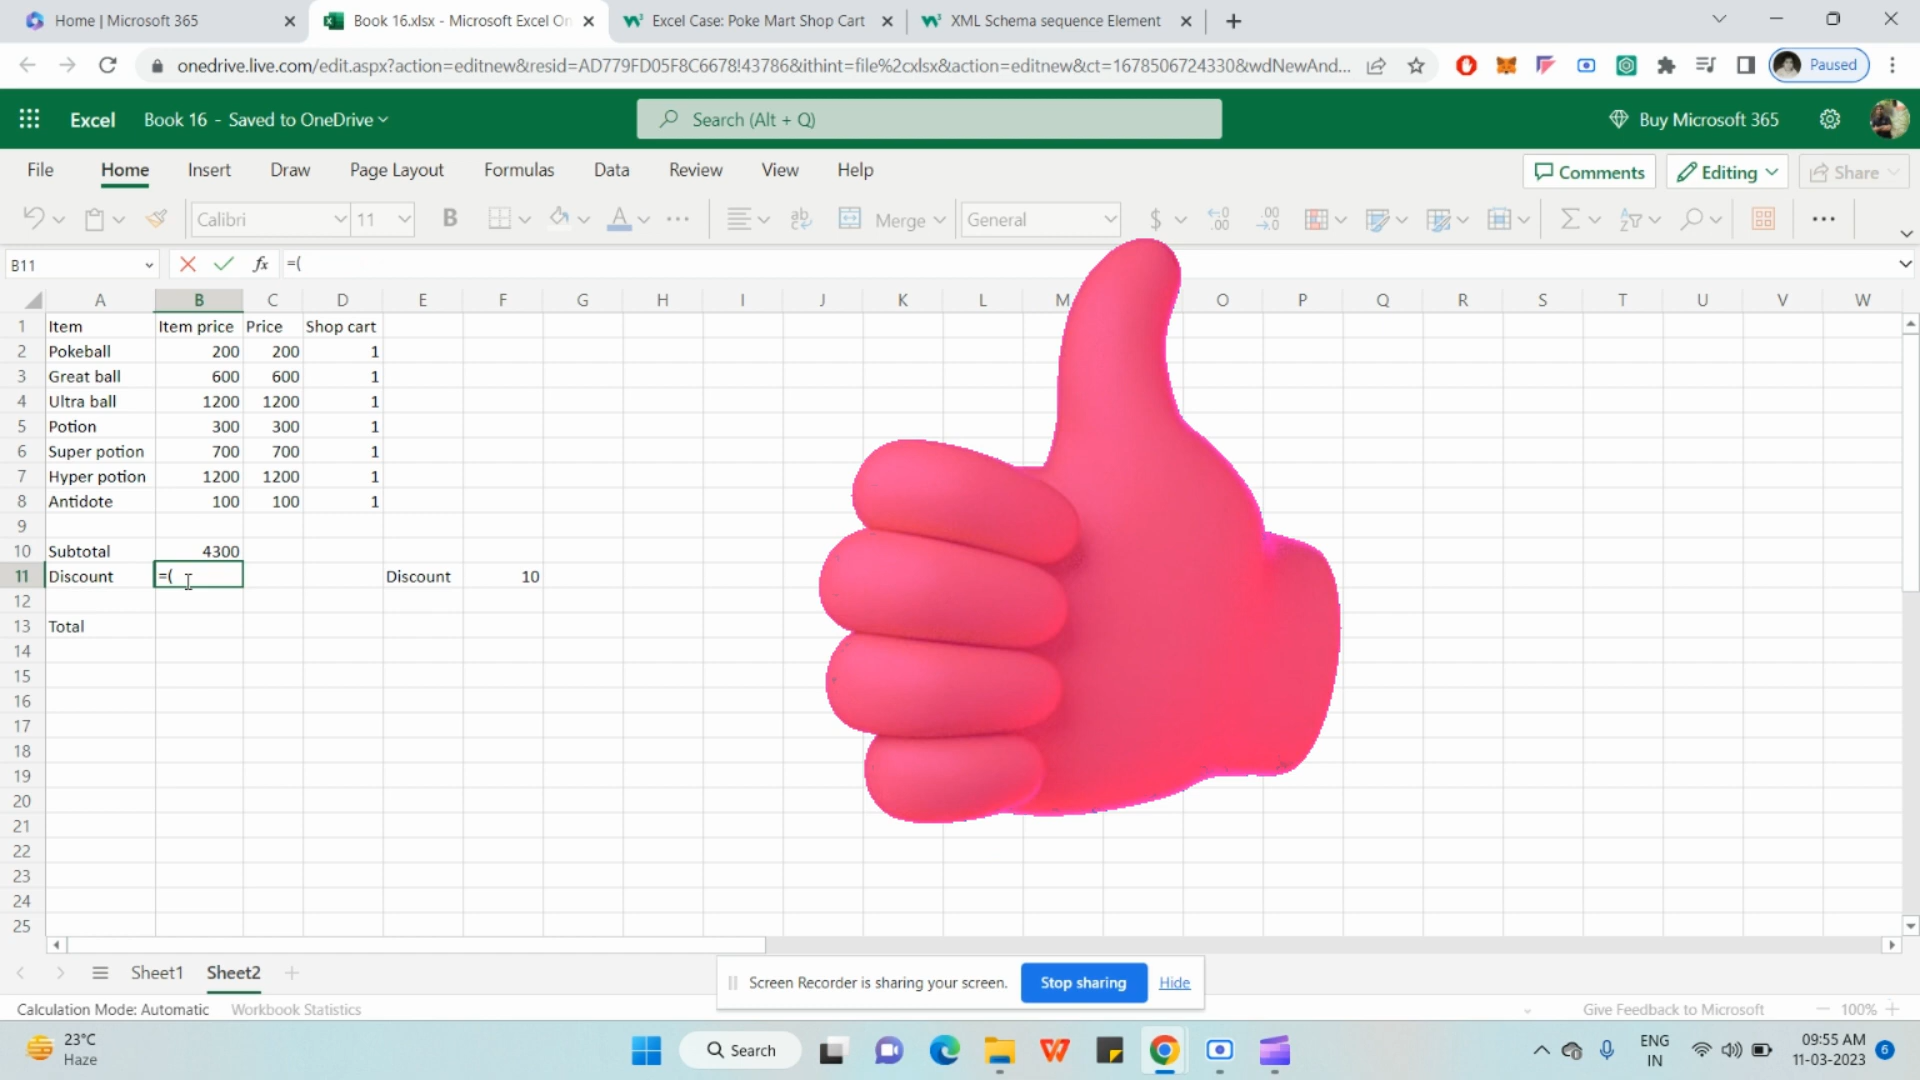 Home | Microsoft 365
Book 16.xlsx - Microsoft Excel On
Excel Case: Poke Mart Shop Cart
XML Schema sequence Element
onedrive.live.com/edit.aspx?action=editnew&resid=AD779FD05F8C6678!43786&ithint=file%2cxlsx&action=editnew&ct=1678506724330&wdNewAnd...
Paused
Excel Book 16 - Saved to OneDrive
Search (Alt + Q)
Buy Microsoft 365
File Home Insert Draw Page Layout Formulas Data Review View Help
Comments Editing Share
Calibri 11 B A ab Merge General $ .00 .00
B11 fx =(
A B C D E F G H I J K L M O P Q R S T U V W
1 Item Item price Price Shop cart
2 Pokeball 200 200 1
3 Great ball 600 600 1
4 Ultra ball 1200 1200 1
5 Potion 300 300 1
6 Super potion 700 700 1
7 Hyper potion 1200 1200 1
8 Antidote 100 100 1
9
10 Subtotal 4300
11 Discount =( Discount 10
12
13 Total
14
15
16
17
18
19
20
21
22
23
24
25
Sheet1 Sheet2
Screen Recorder is sharing your screen. Stop sharing Hide
Calculation Mode: Automatic Workbook Statistics
Give Feedback to Microsoft 100%
23°C
Haze
Search
ENG
IN
09:55 AM
11-03-2023
6